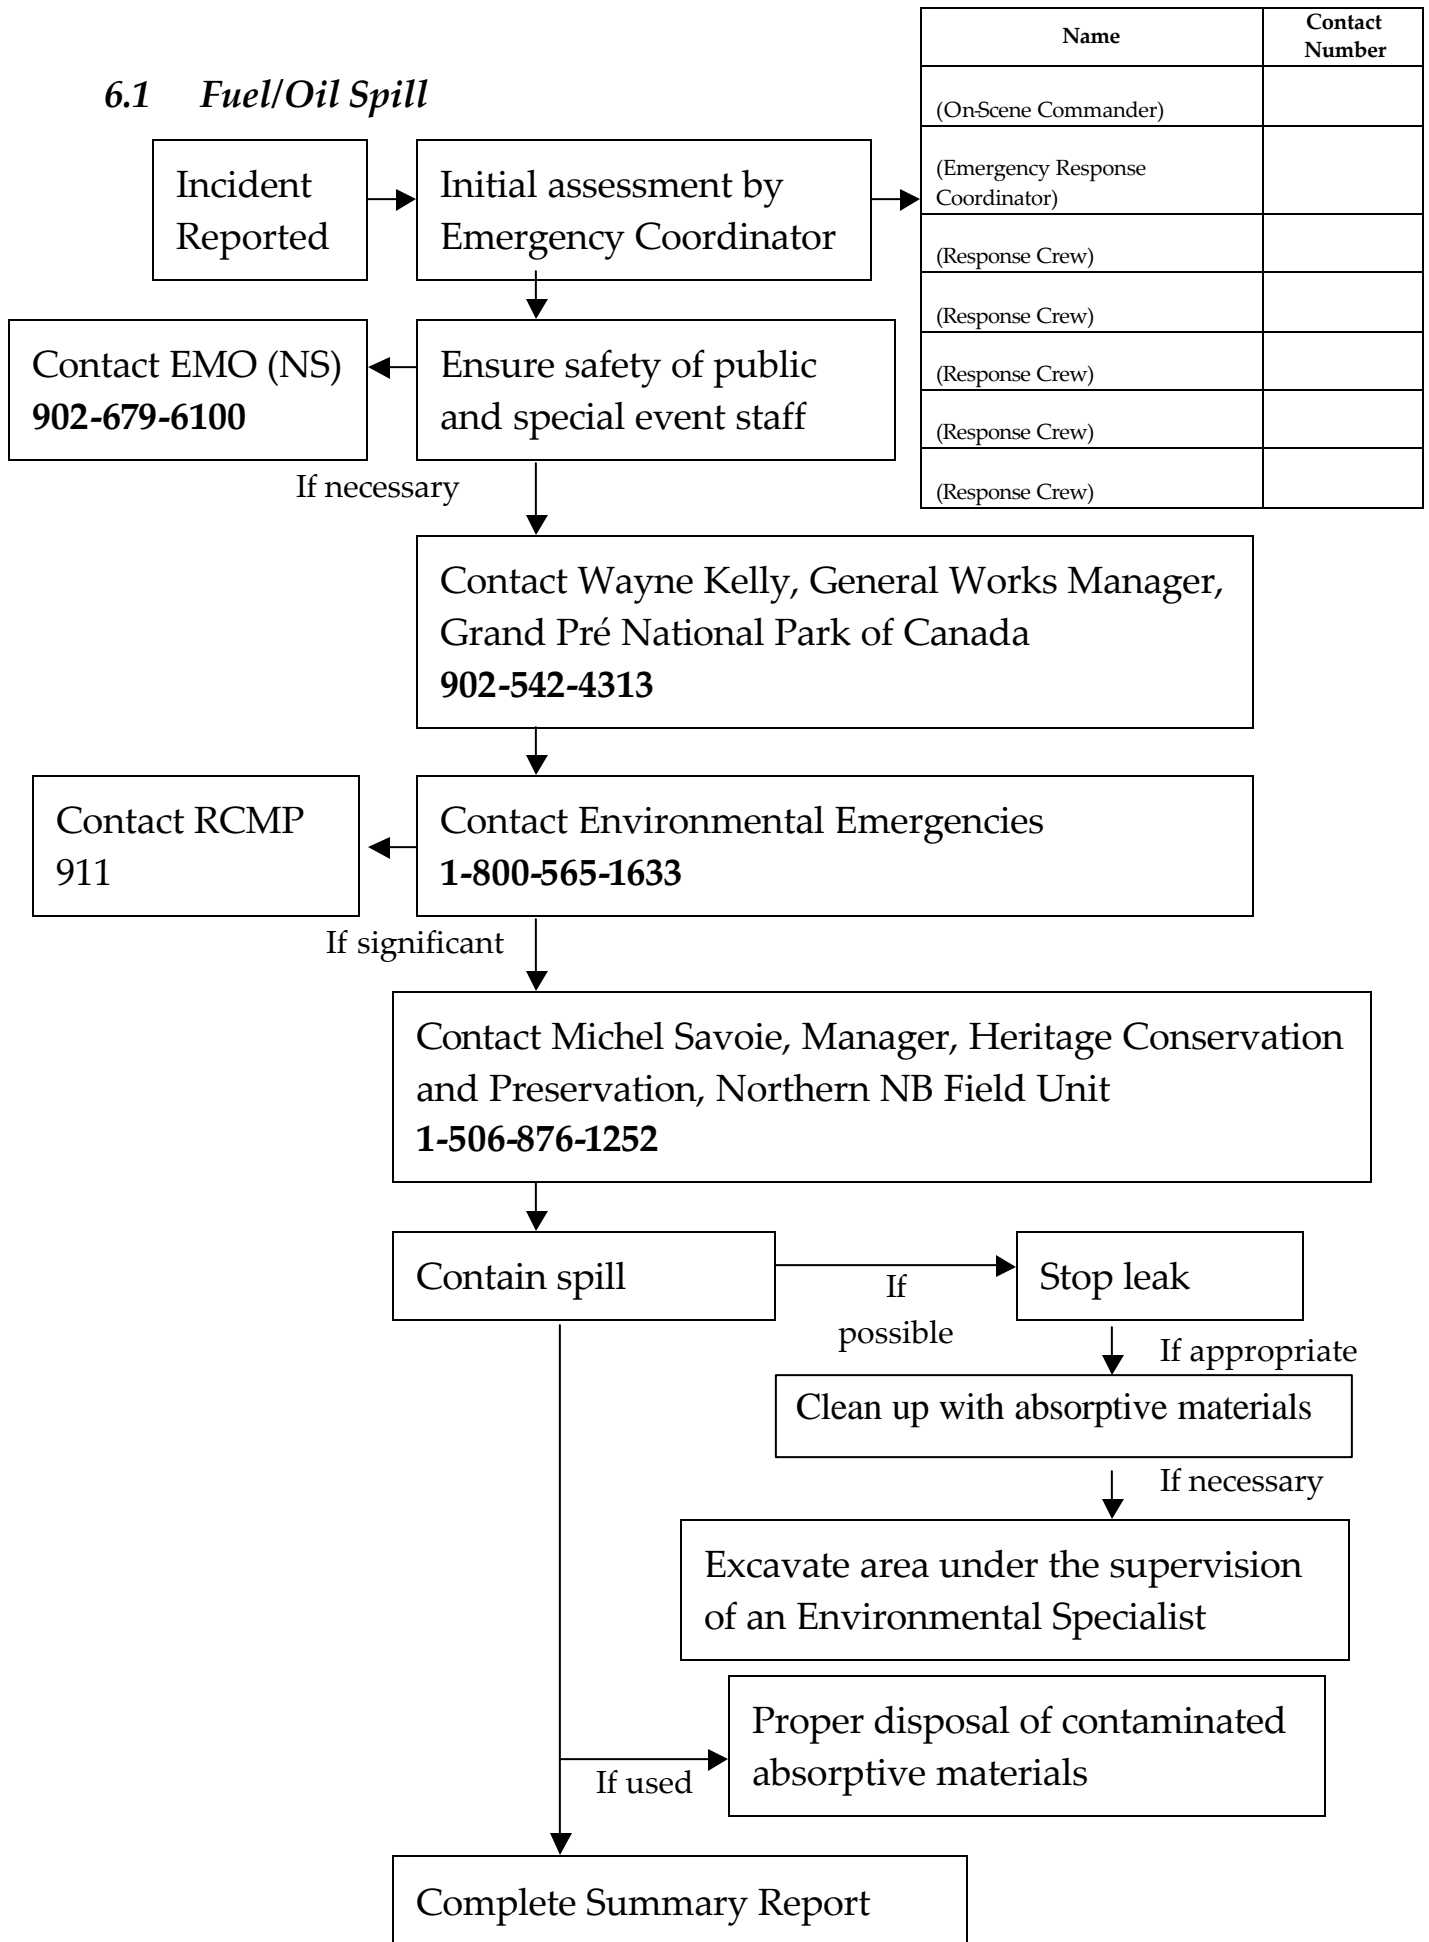 6.1 Fuel/Oil Spill
Name
Contact
Number
(On-Scene Commander)
(Emergency Response
Coordinator)
(Response Crew)
(Response Crew)
(Response Crew)
(Response Crew)
(Response Crew)
Incident
Reported
Initial assessment by
Emergency Coordinator
Contact EMO (NS)
902-679-6100
Ensure safety of public
and special event staff
If necessary
Contact Wayne Kelly, General Works Manager,
Grand Pré National Park of Canada
902-542-4313
Contact RCMP
911
Contact Environmental Emergencies
1-800-565-1633
If significant
Contact Michel Savoie, Manager, Heritage Conservation
and Preservation, Northern NB Field Unit
1-506-876-1252
Contain spill
If
possible
Stop leak
If appropriate
Clean up with absorptive materials
If necessary
Excavate area under the supervision
of an Environmental Specialist
Proper disposal of contaminated
absorptive materials
If used
Complete Summary Report